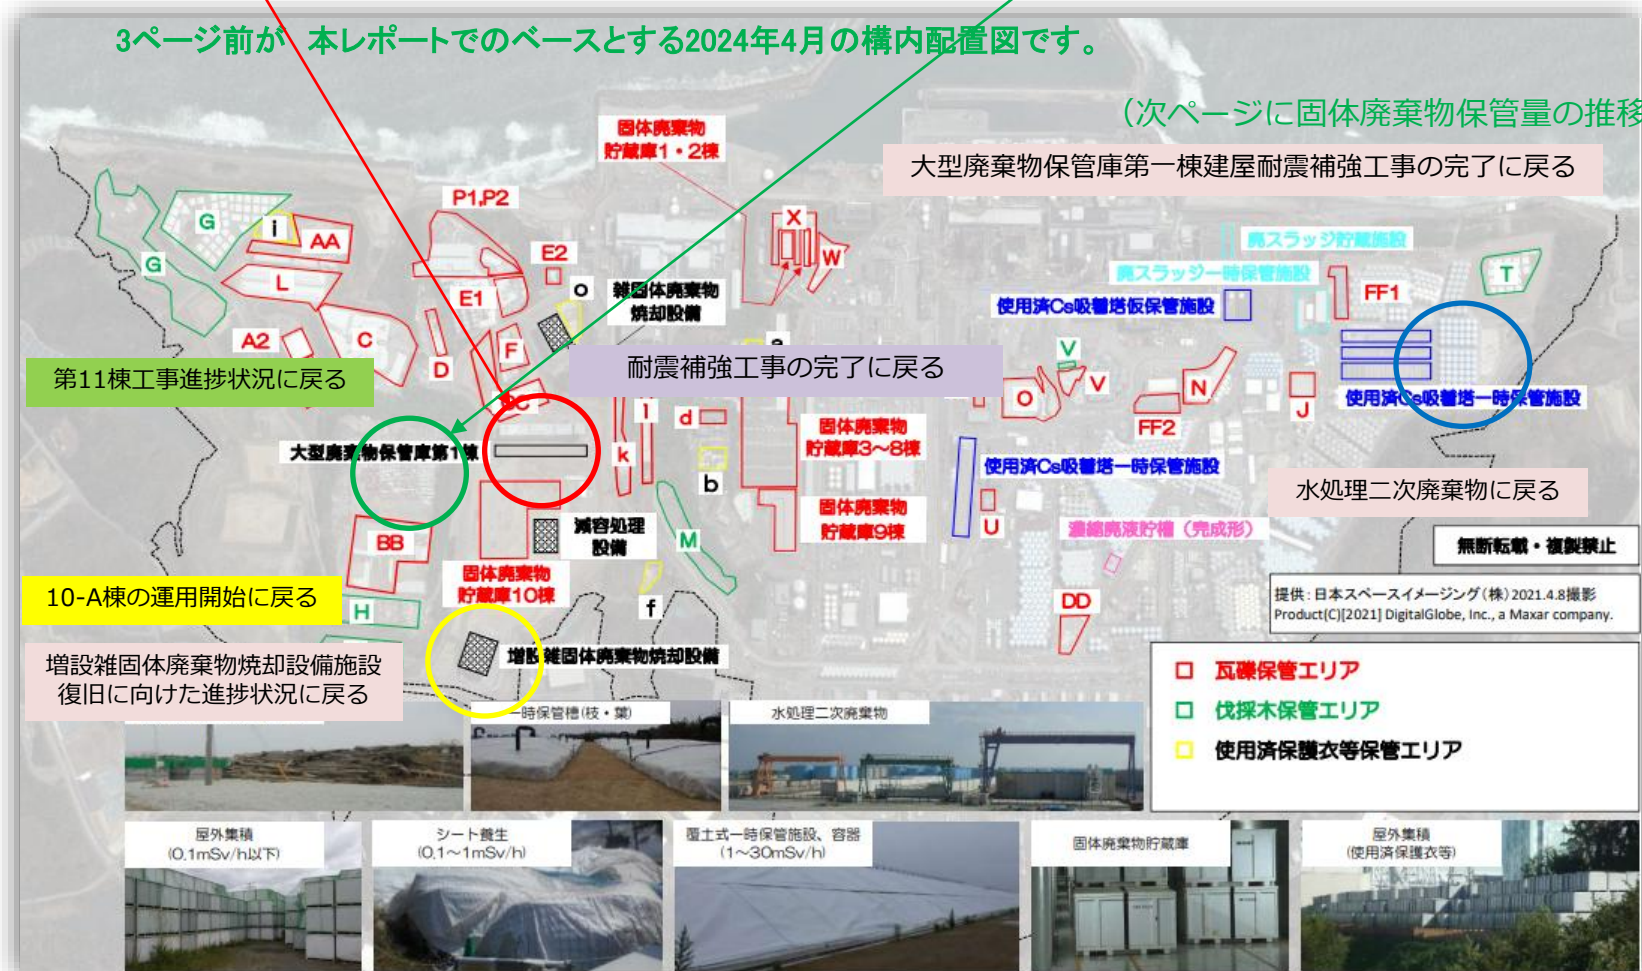 3ページ前が 本レポートでのベースとする2024年4月の構内配置図です。
（次ページに固体廃棄物保管量の推移
固体廃棄物
貯蔵庫1・2棟
大型廃棄物保管庫第一棟建屋耐震補強工事の完了に戻る
P1,P2
G
i
AA
X
W
廃スラッジ貯蔵施設
T
G
E2
廃スラッジ一時保管施設
L
E1
o
雑固体廃棄物
焼却設備
使用済Cs吸着塔仮保管施設
FF1
A2
C
D
F
a
V
第11棟工事進捗状況に戻る
耐震補強工事の完了に戻る
V
N
O
J
使用済Cs吸着塔一時保管施設
CC
l
d
固体廃棄物
貯蔵庫3～8棟
FF2
大型廃棄物保管庫第1棟
k
b
使用済Cs吸着塔一時保管施設
水処理二次廃棄物に戻る
固体廃棄物
貯蔵庫9棟
U
BB
減容処理
設備
M
濃縮廃液貯槽（完成形）
無断転載・複製禁止
10-A棟の運用開始に戻る
固体廃棄物
貯蔵庫10棟
H
f
DD
提供：日本スペースイメージング（株）2021.4.8撮影
Product(C)[2021] DigitalGlobe, Inc., a Maxar company.
増設雑固体廃棄物焼却設備施設
復旧に向けた進捗状況に戻る
増設雑固体廃棄物焼却設備
瓦礫保管エリア
伐採木保管エリア
使用済保護衣等保管エリア
一時保管槽（枝・葉）
水処理二次廃棄物
屋外集積
（0.1mSv/h以下）
シート養生
（0.1～1mSv/h）
覆土式一時保管施設、容器
（1～30mSv/h）
固体廃棄物貯蔵庫
屋外集積
（使用済保護衣等）